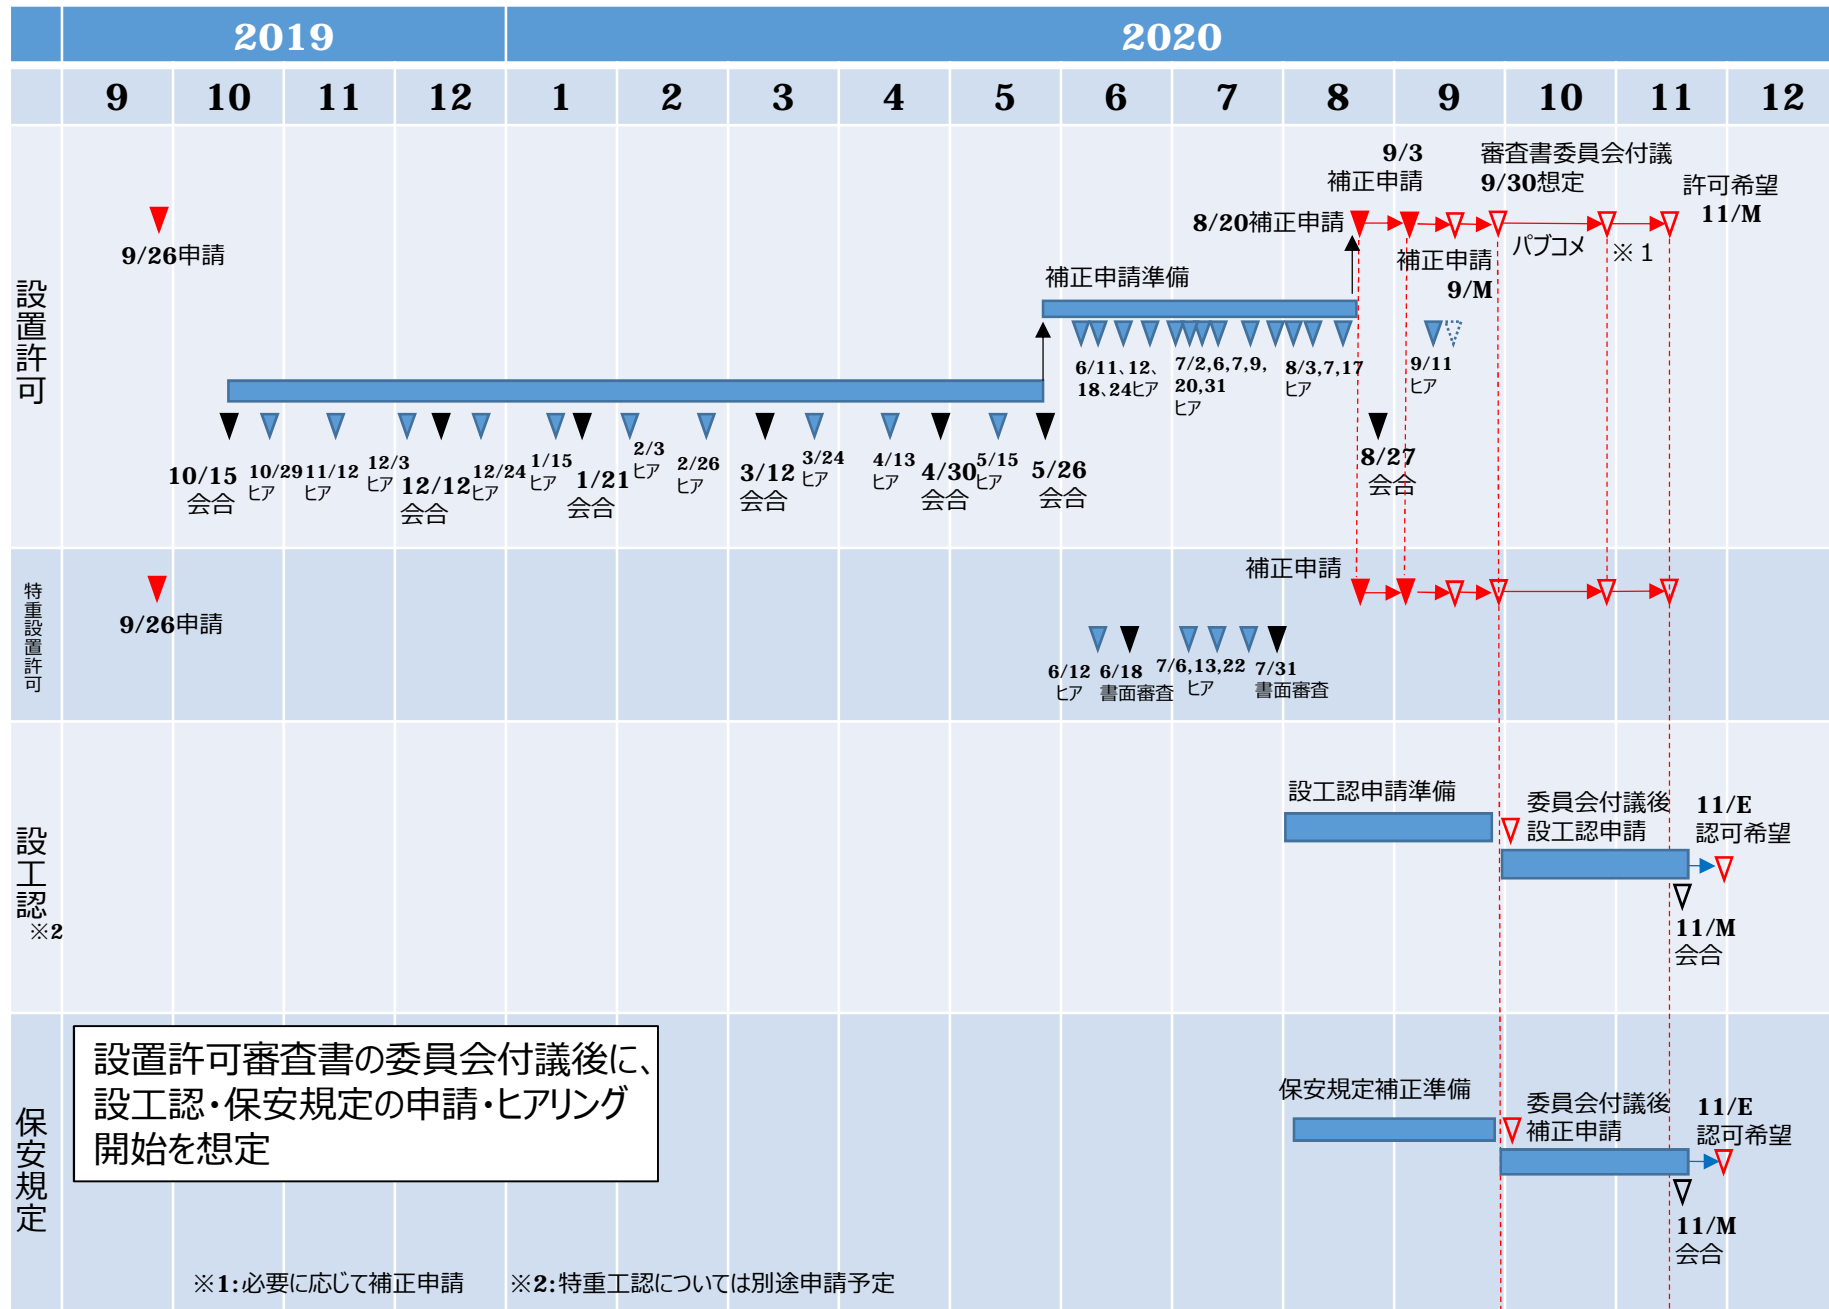 2019
2020
9 10 11 12 1 2 3 4 5 6 7 8 9 10 11 12
設置許可
9/26申請
10/15
会合
10/29
ヒア
11/12
ヒア
12/3
ヒア
12/12
会合
12/24
ヒア
1/15
ヒア
1/21
会合
2/3
ヒア
2/26
ヒア
3/12
会合
3/24
ヒア
4/13
ヒア
4/30
会合
5/15
ヒア
5/26
会合
補正申請準備
6/11、12、
18、24ヒア
7/2,6,7,9,
20,31
ヒア
8/3,7,17
ヒア
8/20補正申請
8/27
会合
9/3
補正申請
補正申請
9/M
9/11
ヒア
審査書委員会付議
9/30想定
パブコメ
※１
許可希望
11/M
特重設置許可
9/26申請
6/12
ヒア
6/18
書面審査
7/6,13,22
ヒア
7/31
書面審査
補正申請
設工認
※2
設工認申請準備
委員会付議後
設工認申請
11/E
認可希望
11/M
会合
保安規定
設置許可審査書の委員会付議後に、
設工認・保安規定の申請・ヒアリング
開始を想定
保安規定補正準備
委員会付議後
補正申請
11/E
認可希望
11/M
会合
※1:必要に応じて補正申請 ※2:特重工認については別途申請予定